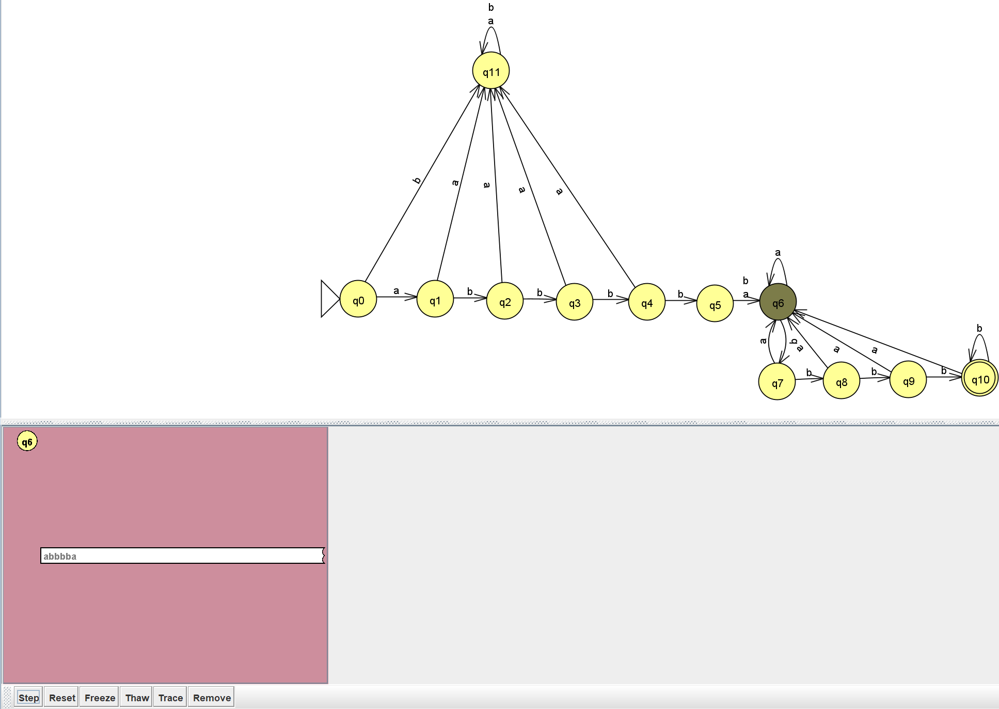 b
a
q11
b
a
a
a
a
a
b
q0
a
q1
b
q2
b
q3
b
q4
b
q5
a
q6
a
b
a
a
a
b
q7
b
q8
b
q9
b
q10
q6
abbbba
Step
Reset
Freeze
Thaw
Trace
Remove